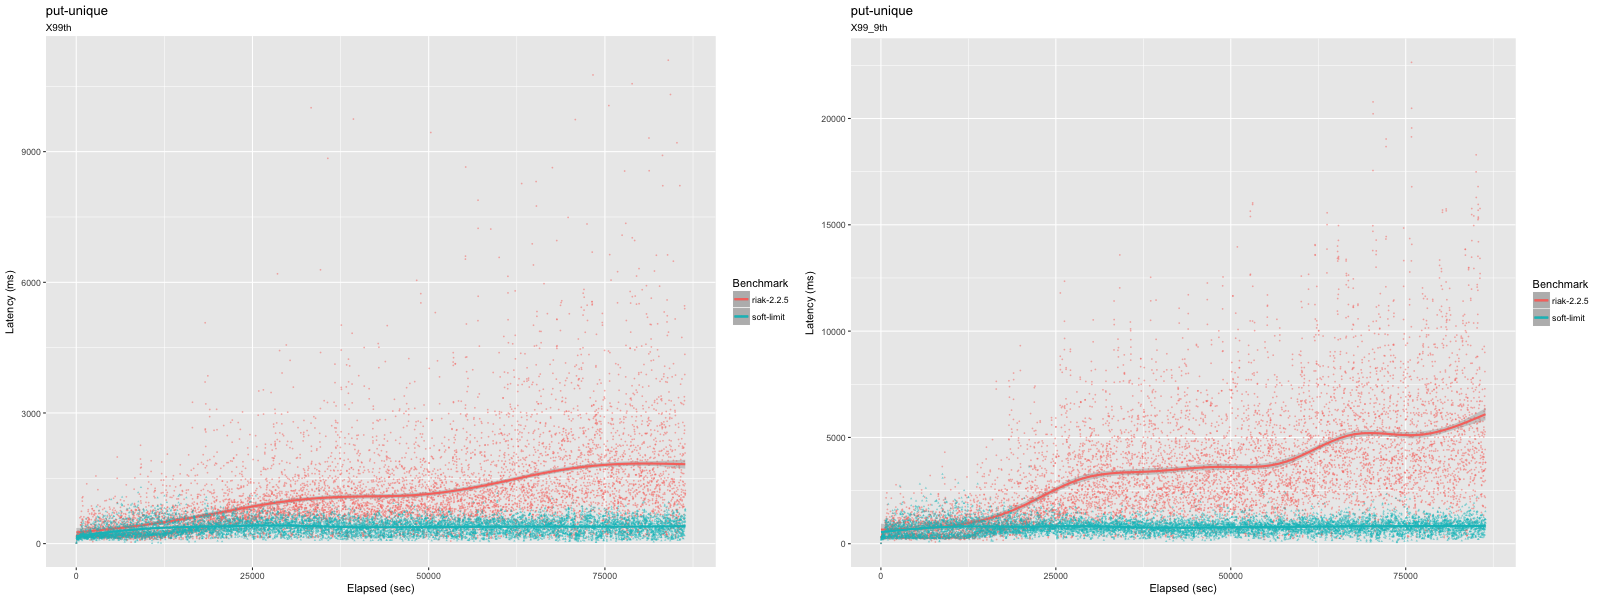 put-unique
X99th
Latency (ms)
9000
6000
3000
0
0 25000 50000 75000
Elapsed (sec)
Benchmark
riak-2.2.5
soft-limit
put-unique
X99_9th
Latency (ms)
20000
15000
10000
5000
0
0 25000 50000 75000
Elapsed (sec)
Benchmark
riak-2.2.5
soft-limit